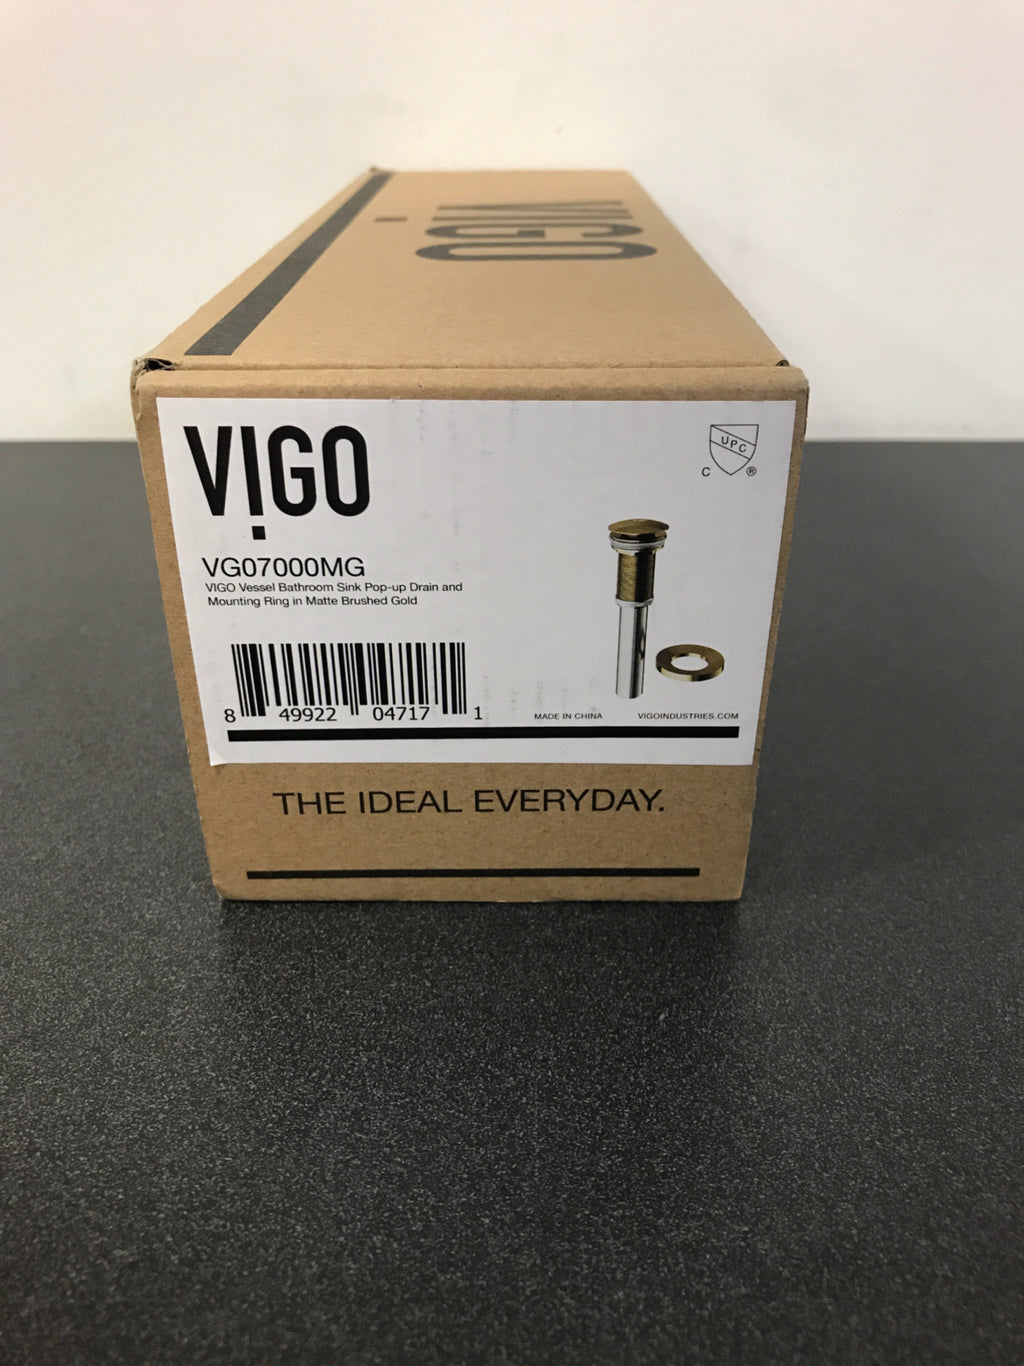 VIGO
VIGO
UPC
C ®
VG07000MG
VIGO Vessel Bathroom Sink Pop-up Drain and
Mounting Ring in Matte Brushed Gold
8 49922 04717 1
MADE IN CHINA VIGOINDUSTRIES.COM
THE IDEAL EVERYDAY.